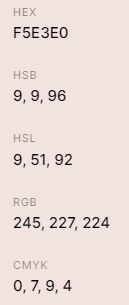 HEX
F5E3E0
HSB
9, 9, 96
HSL
9, 51, 92
RGB
245, 227, 224
CMYK
0, 7, 9, 4